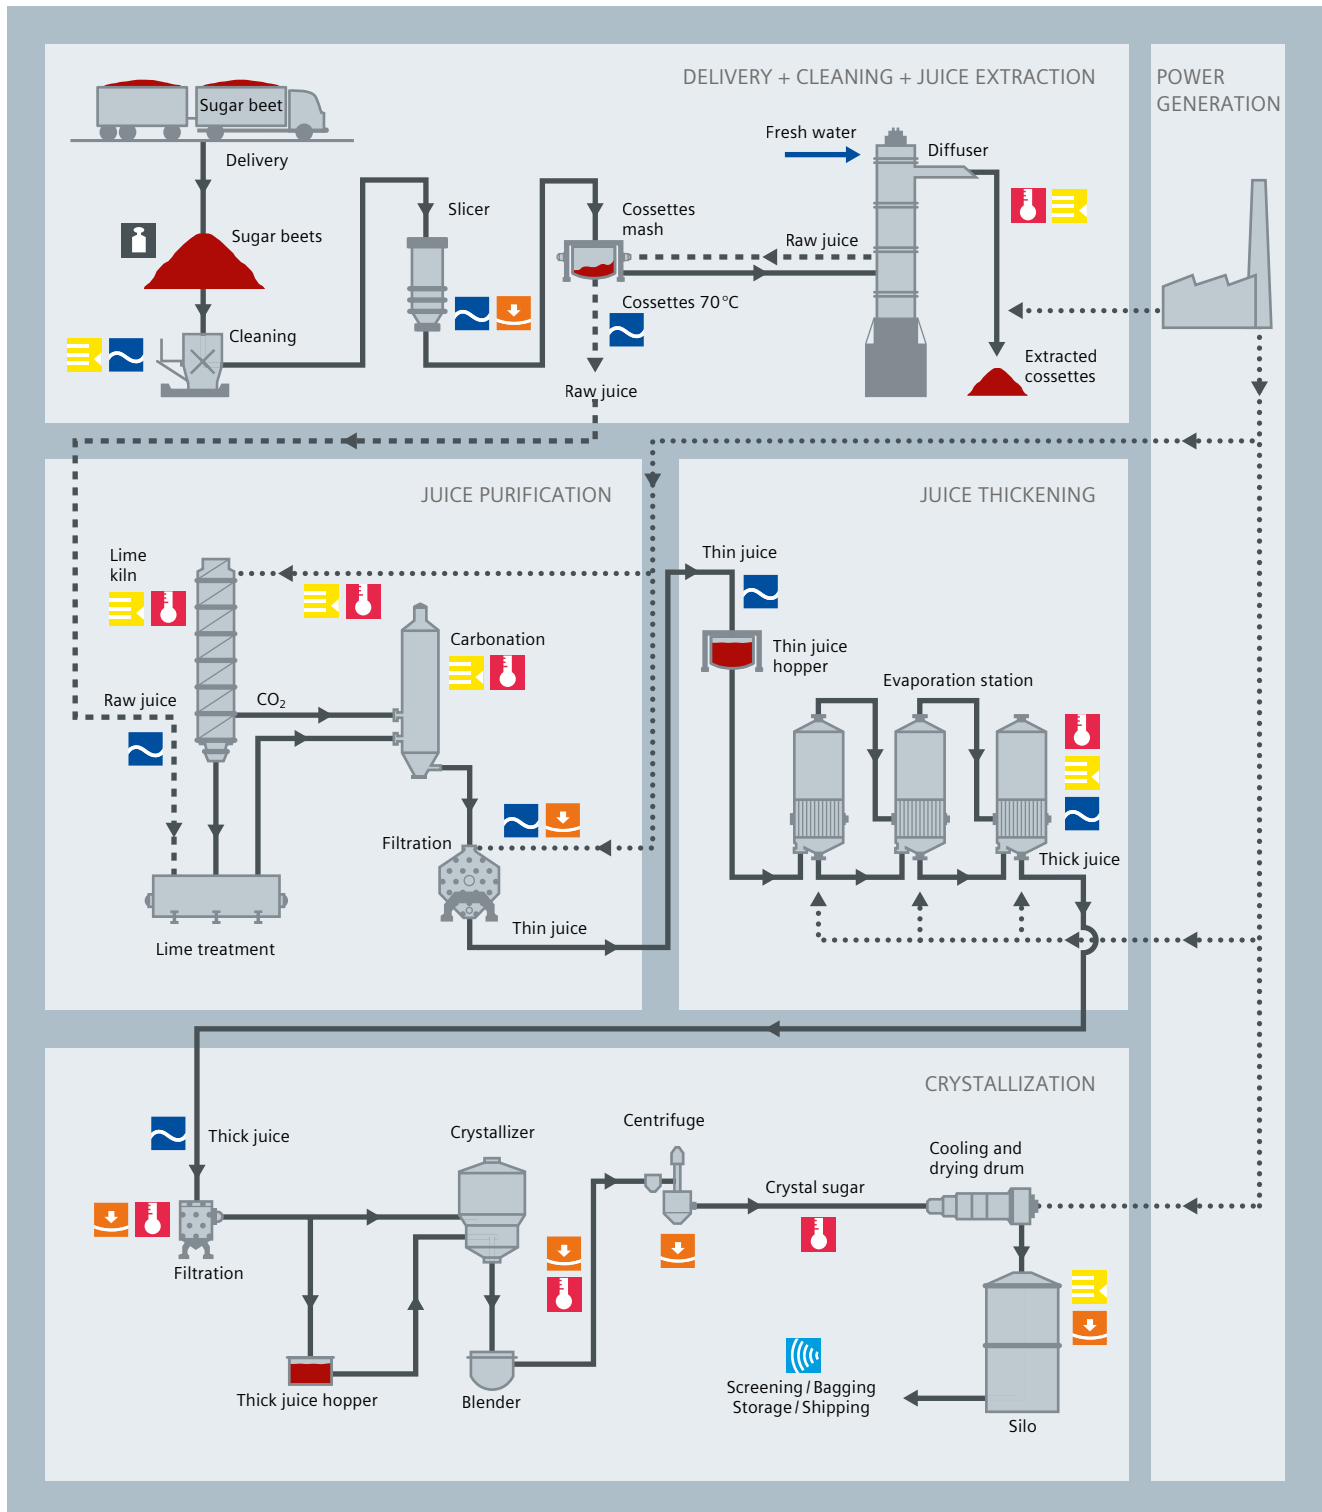 DELIVERY + CLEANING + JUICE EXTRACTION
POWER
GENERATION
Sugar beet
Delivery
Fresh water
Diffuser
Slicer
Cossettes
mash
Sugar beets
Raw juice
Cossettes 70 °C
Cleaning
Extracted
cossettes
Raw juice
JUICE PURIFICATION
JUICE THICKENING
Lime
kiln
Thin juice
Carbonation
Thin juice
hopper
Evaporation station
Raw juice
CO₂
Filtration
Thick juice
Thin juice
Lime treatment
CRYSTALLIZATION
Thick juice
Crystallizer
Centrifuge
Cooling and
drying drum
Crystal sugar
Filtration
Thick juice hopper
Blender
Screening / Bagging
Storage / Shipping
Silo